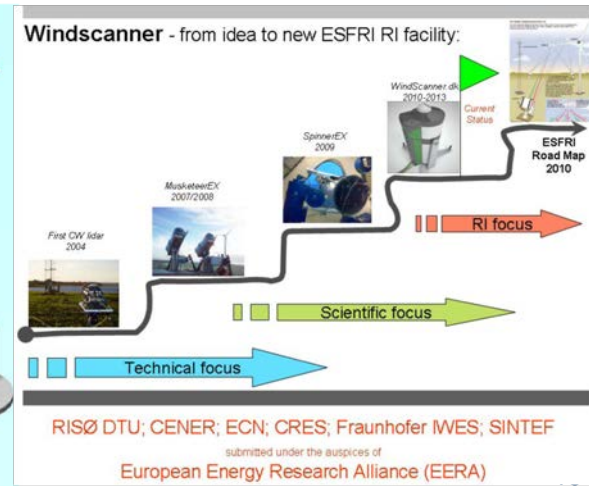 Windscanner - from idea to new ESFRI RI facility:
WindScanner.dk
2010-2013
Current
Status
SpinnerEX
2009
ESFRI
Road Map
2010
MusketeerEX
2007/2008
First CW lidar
2004
RI focus
Scientific focus
Technical focus
RISØ DTU; CENER; ECN; CRES; Fraunhofer IWES; SINTEF
submitted under the auspices of
European Energy Research Alliance (EERA)